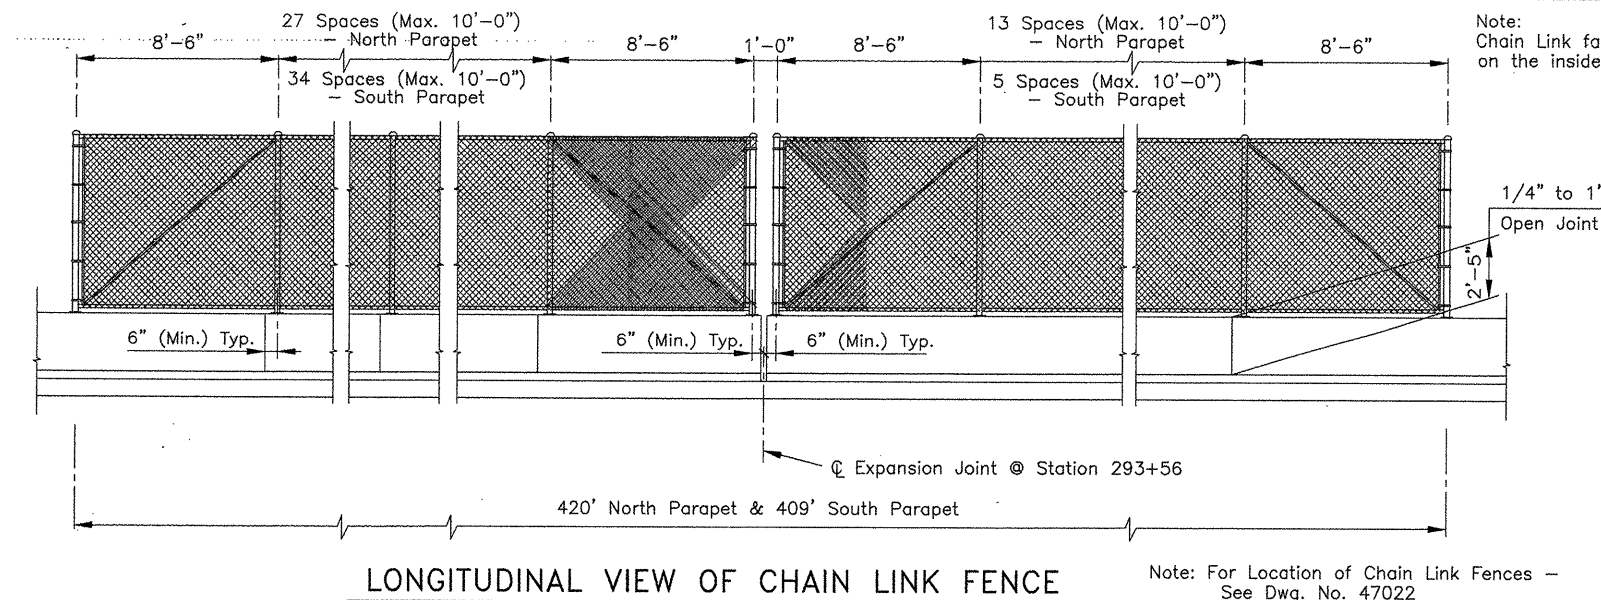 27 Spaces (Max. 10'-0")
- North Parapet
8'-6"
34 Spaces (Max. 10'-0")
- South Parapet
8'-6"
1'-0"
8'-6"
13 Spaces (Max. 10'-0")
- North Parapet
5 Spaces (Max. 10'-0")
- South Parapet
8'-6"
Note:
Chain Link fa
on the inside
1/4" to 1'
Open Joint
2'-5"
6" (Min.) Typ.
6" (Min.) Typ.
6" (Min.) Typ.
℄ Expansion Joint @ Station 293+56
420' North Parapet & 409' South Parapet
LONGITUDINAL VIEW OF CHAIN LINK FENCE
Note: For Location of Chain Link Fences -
See Dwg. No. 47022